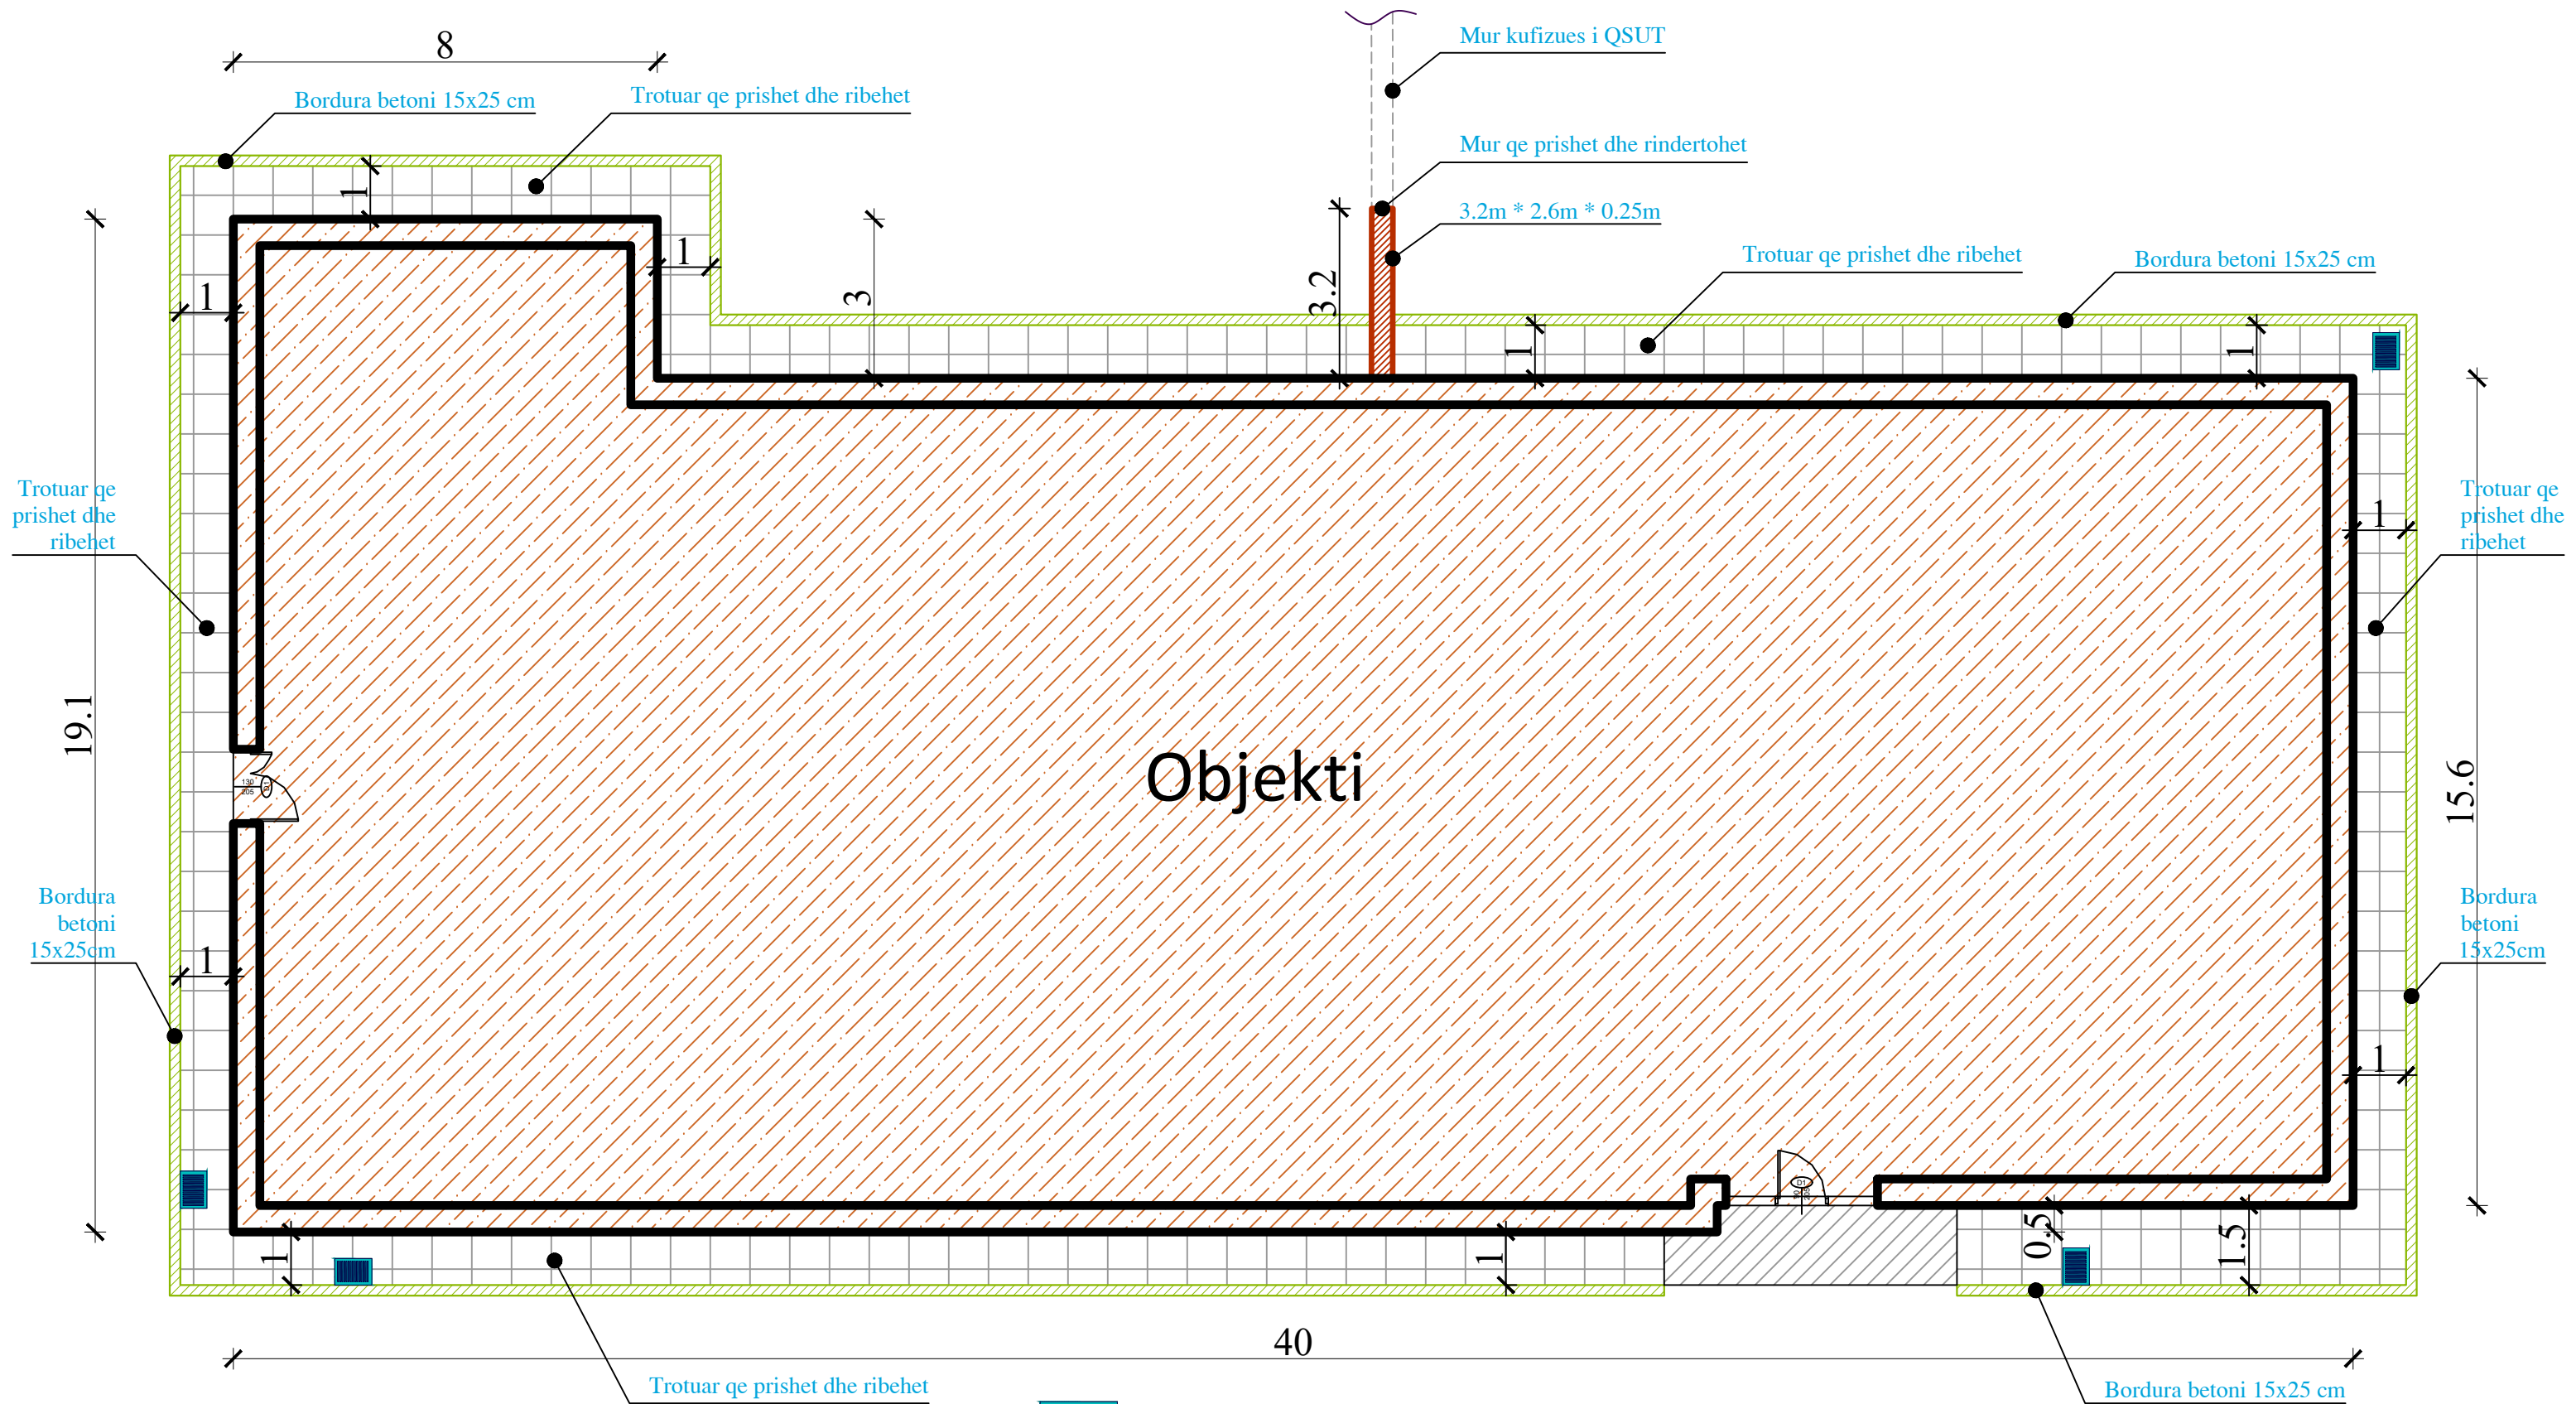 8
Mur kufizues i QSUT
Bordura betoni 15x25 cm
Trotuar qe prishet dhe ribehet
Mur qe prishet dhe rindertohet
3.2m * 2.6m * 0.25m
1
1
1
3
3.2
Trotuar qe prishet dhe ribehet
Bordura betoni 15x25 cm
1
1
Trotuar qe
prishet dhe
ribehet
Trotuar qe
prishet dhe
ribehet
1
19.1
Objekti
130
205
15.6
Bordura
betoni
15x25cm
Bordura
betoni
15x25cm
1
1
D1
1
1
0.5
1.5
40
Trotuar qe prishet dhe ribehet
Bordura betoni 15x25 cm